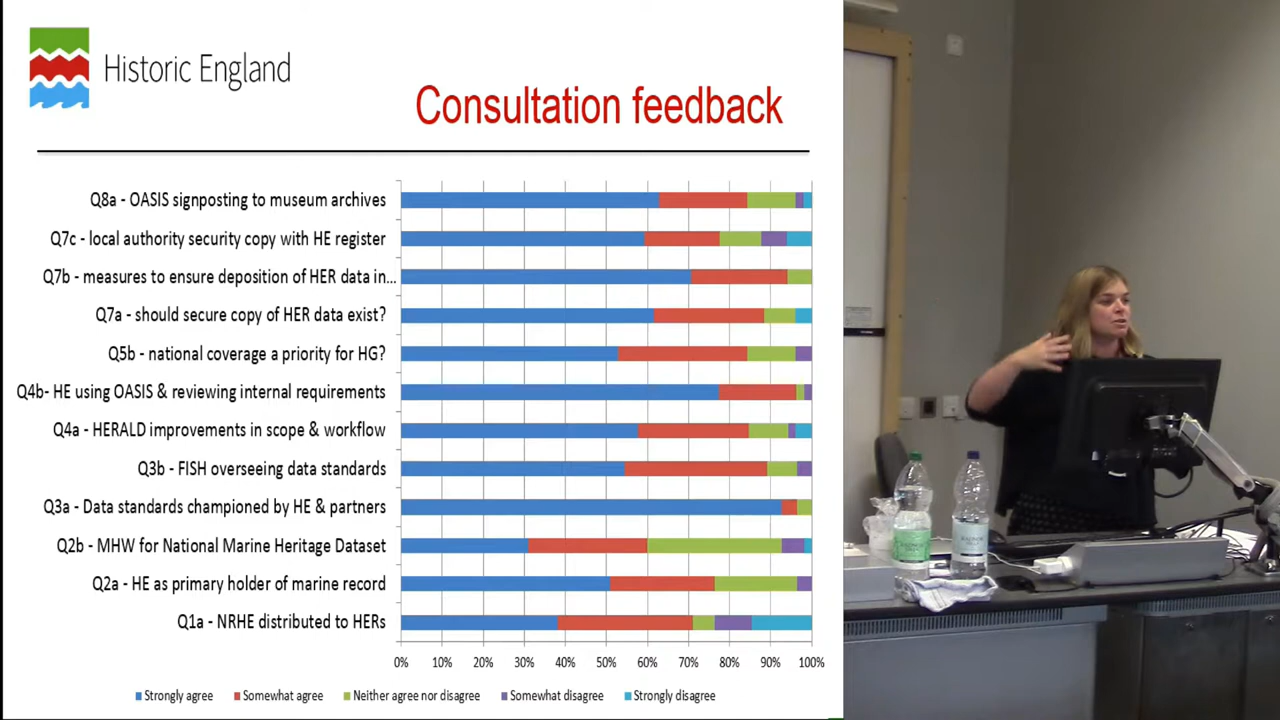 Historic England
Consultation feedback
Q8a - OASIS signposting to museum archives
Q7c - local authority security copy with HE register
Q7b - measures to ensure deposition of HER data in...
Q7a - should secure copy of HER data exist?
Q5b - national coverage a priority for HG?
Q4b- HE using OASIS & reviewing internal requirements
Q4a - HERALD improvements in scope & workflow
Q3b - FISH overseeing data standards
Q3a - Data standards championed by HE & partners
Q2b - MHW for National Marine Heritage Dataset
Q2a - HE as primary holder of marine record
Q1a - NRHE distributed to HERs
0% 10% 20% 30% 40% 50% 60% 70% 80% 90% 100%
Strongly agree Somewhat agree Neither agree nor disagree Somewhat disagree Strongly disagree